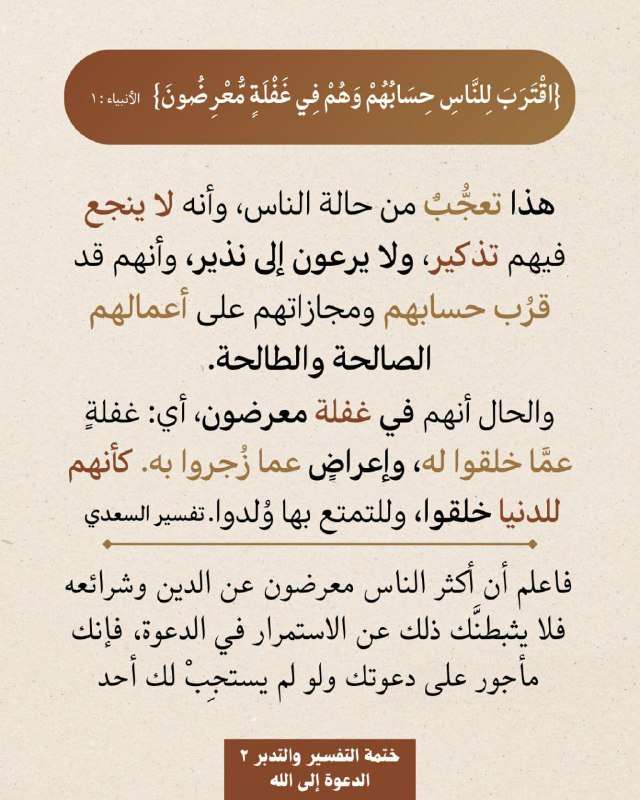 {اقْتَرَبَ لِلنَّاسِ حِسَابُهُمْ وَهُمْ فِي غَفْلَةٍ مُّعْرِضُونَ} الأنبياء : ١
هذا تعجُّبٌ من حالة الناس، وأنه لا ينجع
فيهم تذكير، ولا يرعون إلى نذير، وأنهم قد
قرُب حسابهم ومجازاتهم على أعمالهم
الصالحة والطالحة.
والحال أنهم في غفلة معرضون، أي: غفلةٍ
عمَّا خلقوا له، وإعراضٍ عما زُجروا به. كأنهم
للدنيا خلقوا، وللتمتع بها وُلدوا. تفسير السعدي
فاعلم أن أكثر الناس معرضون عن الدين وشرائعه
فلا يثبطنَّك ذلك عن الاستمرار في الدعوة، فإنك
مأجور على دعوتك ولو لم يستجِبْ لك أحد
ختمة التفسير والتدبر ٢
الدعوة إلى الله